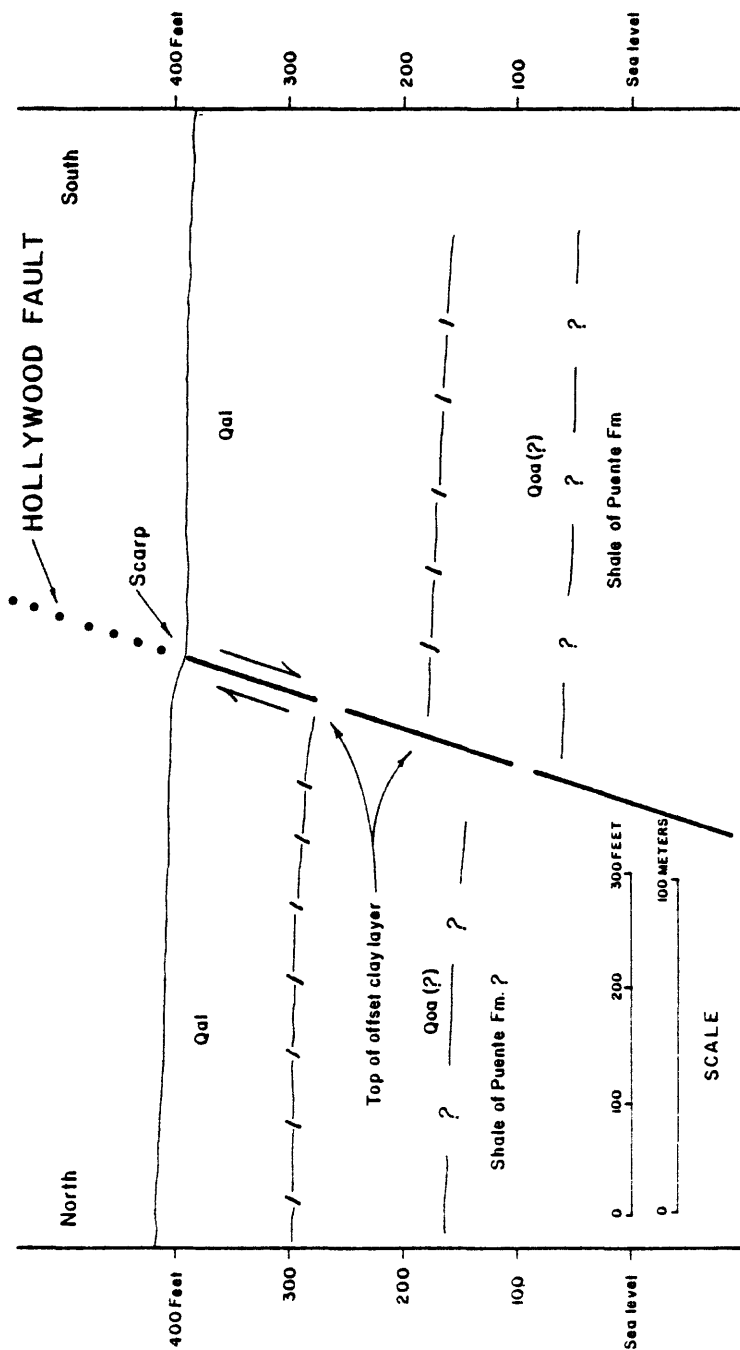 HOLLYWOOD FAULT
North
South
Scarp
400 Feet
300
200
100
Sea level
400 Feet
300
200
100
Sea level
Qal
Qal
Top of offset clay layer
Qoa (?)
Qoa (?)
?
?
?
?
?
Shale of Puente Fm. ?
Shale of Puente Fm
0
100
200
300 FEET
0
100 METERS
SCALE